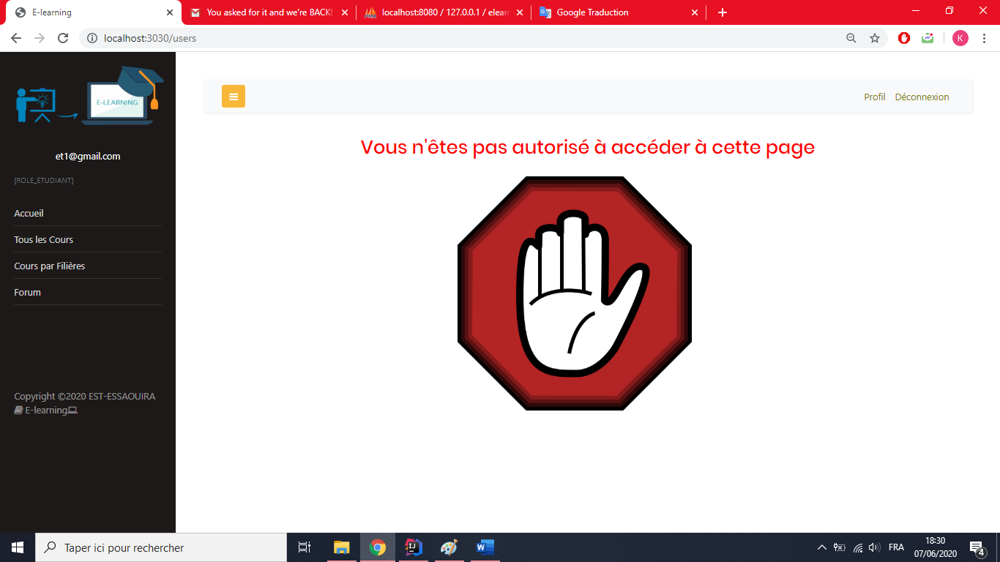 E-learning
You asked for it and we're BACK!
localhost:8080 / 127.0.0.1 / elearn
Google Traduction
localhost:3030/users
K
E-LEARNING
Profil
Déconnexion
et1@gmail.com
[ROLE_ETUDIANT]
Vous n'êtes pas autorisé à accéder à cette page
Accueil
Tous les Cours
Cours par Filières
Forum
Copyright ©2020 EST-ESSAOUIRA
E-learning
Taper ici pour rechercher
IJ
W
FRA
18:30
07/06/2020
4